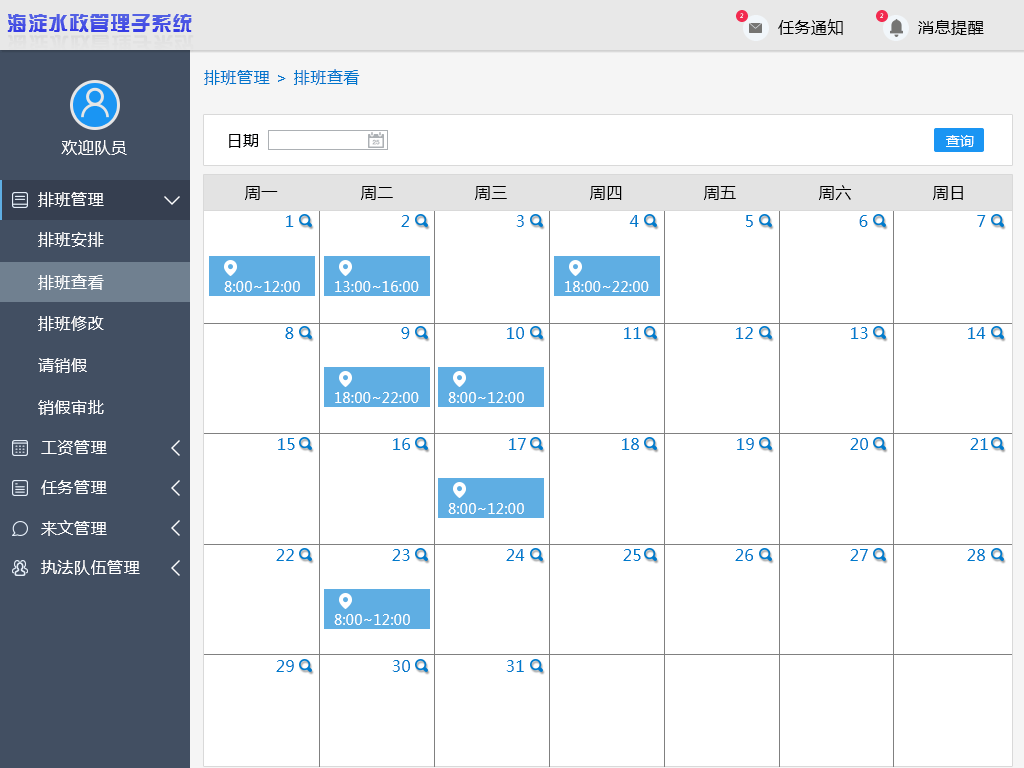 海淀水政管理子系统
2
任务通知
2
消息提醒
欢迎队员
排班管理
排班安排
排班查看
排班修改
请销假
销假审批
工资管理
任务管理
来文管理
执法队伍管理
排班管理 > 排班查看
日期
25
查询
周一 周二 周三 周四 周五 周六 周日
1 2 3 4 5 6 7
8:00~12:00 13:00~16:00 18:00~22:00
8 9 10 11 12 13 14
18:00~22:00 8:00~12:00
15 16 17 18 19 20 21
8:00~12:00
22 23 24 25 26 27 28
8:00~12:00
29 30 31